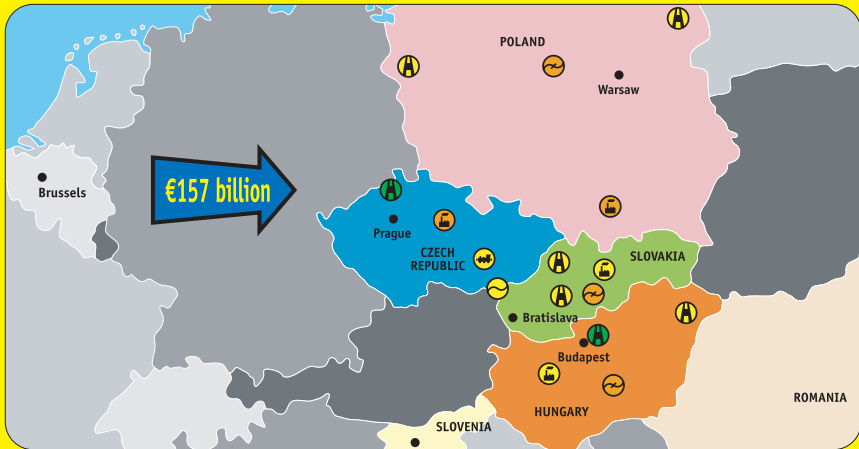 POLAND
Warsaw
Brussels
€157 billion
Prague
CZECH
REPUBLIC
SLOVAKIA
Bratislava
Budapest
ROMANIA
HUNGARY
SLOVENIA